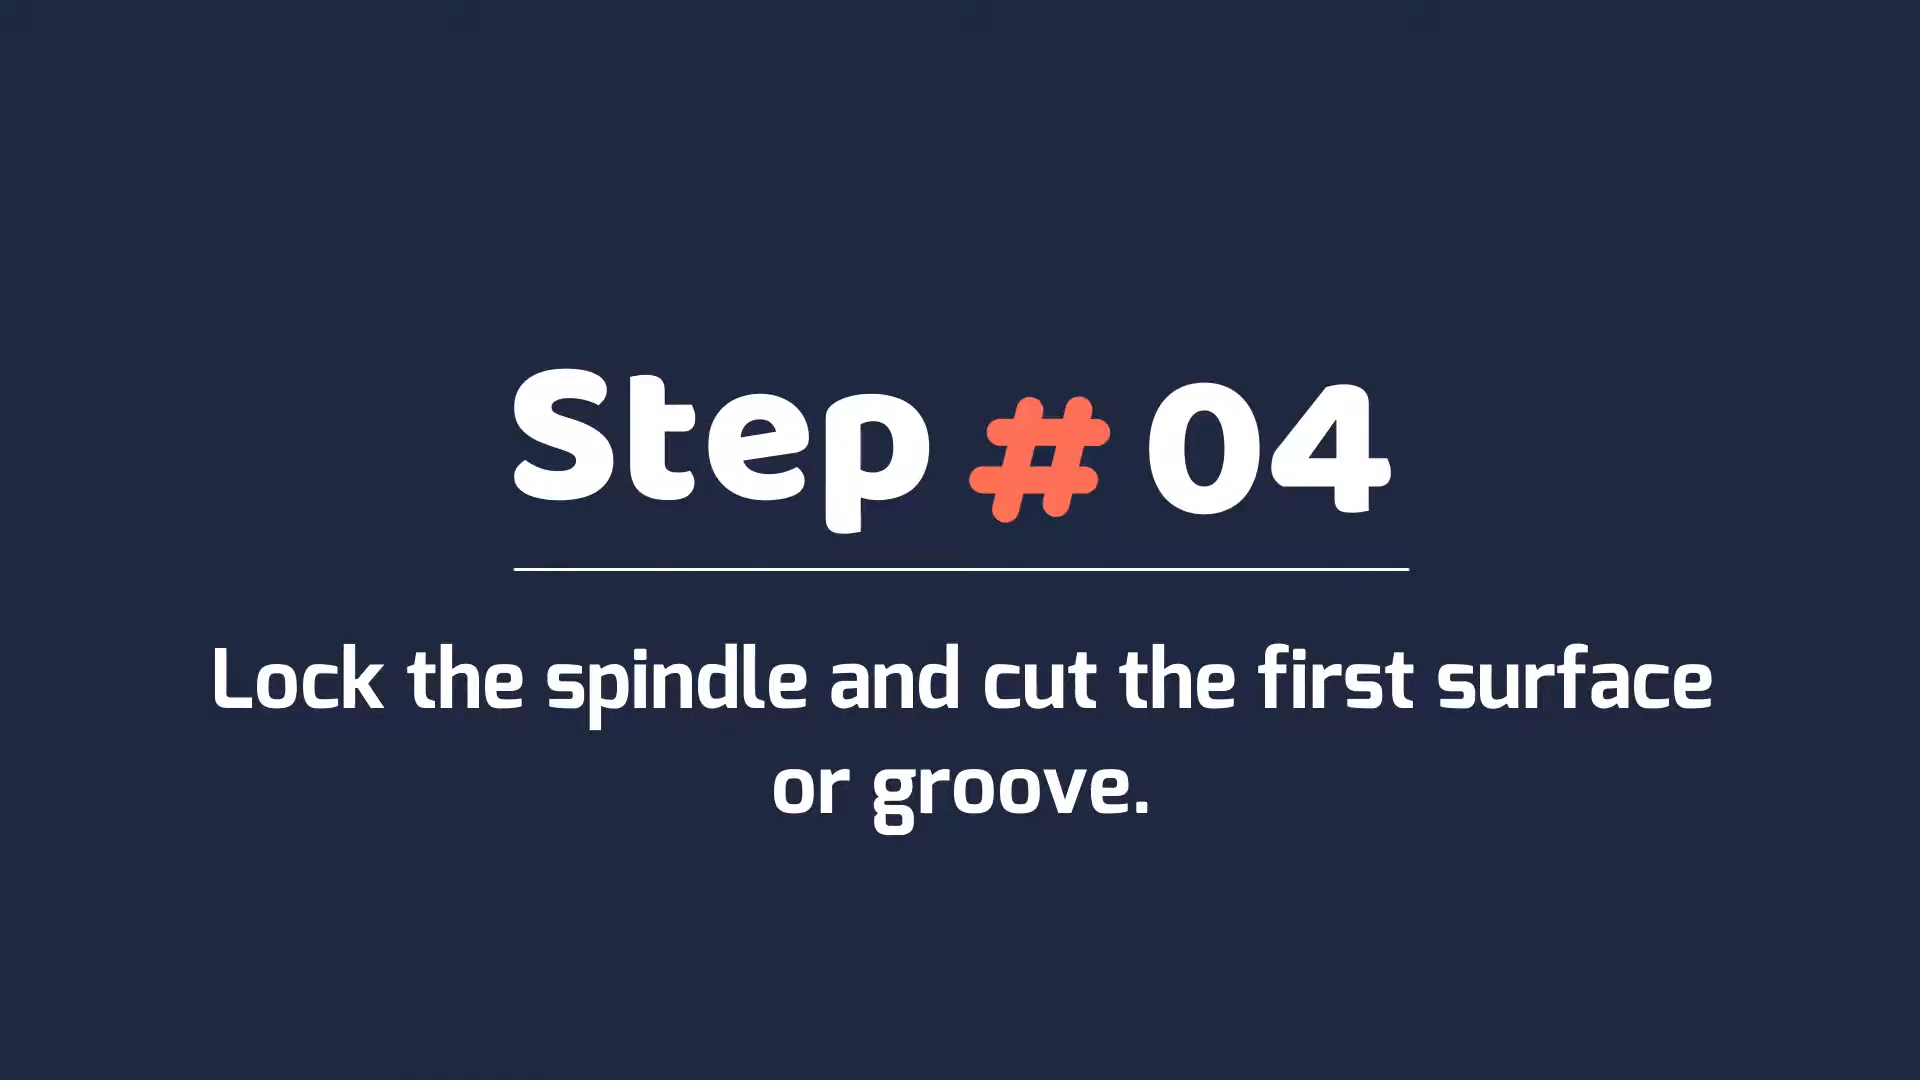 Step # 04
Lock the spindle and cut the first surface
or groove.